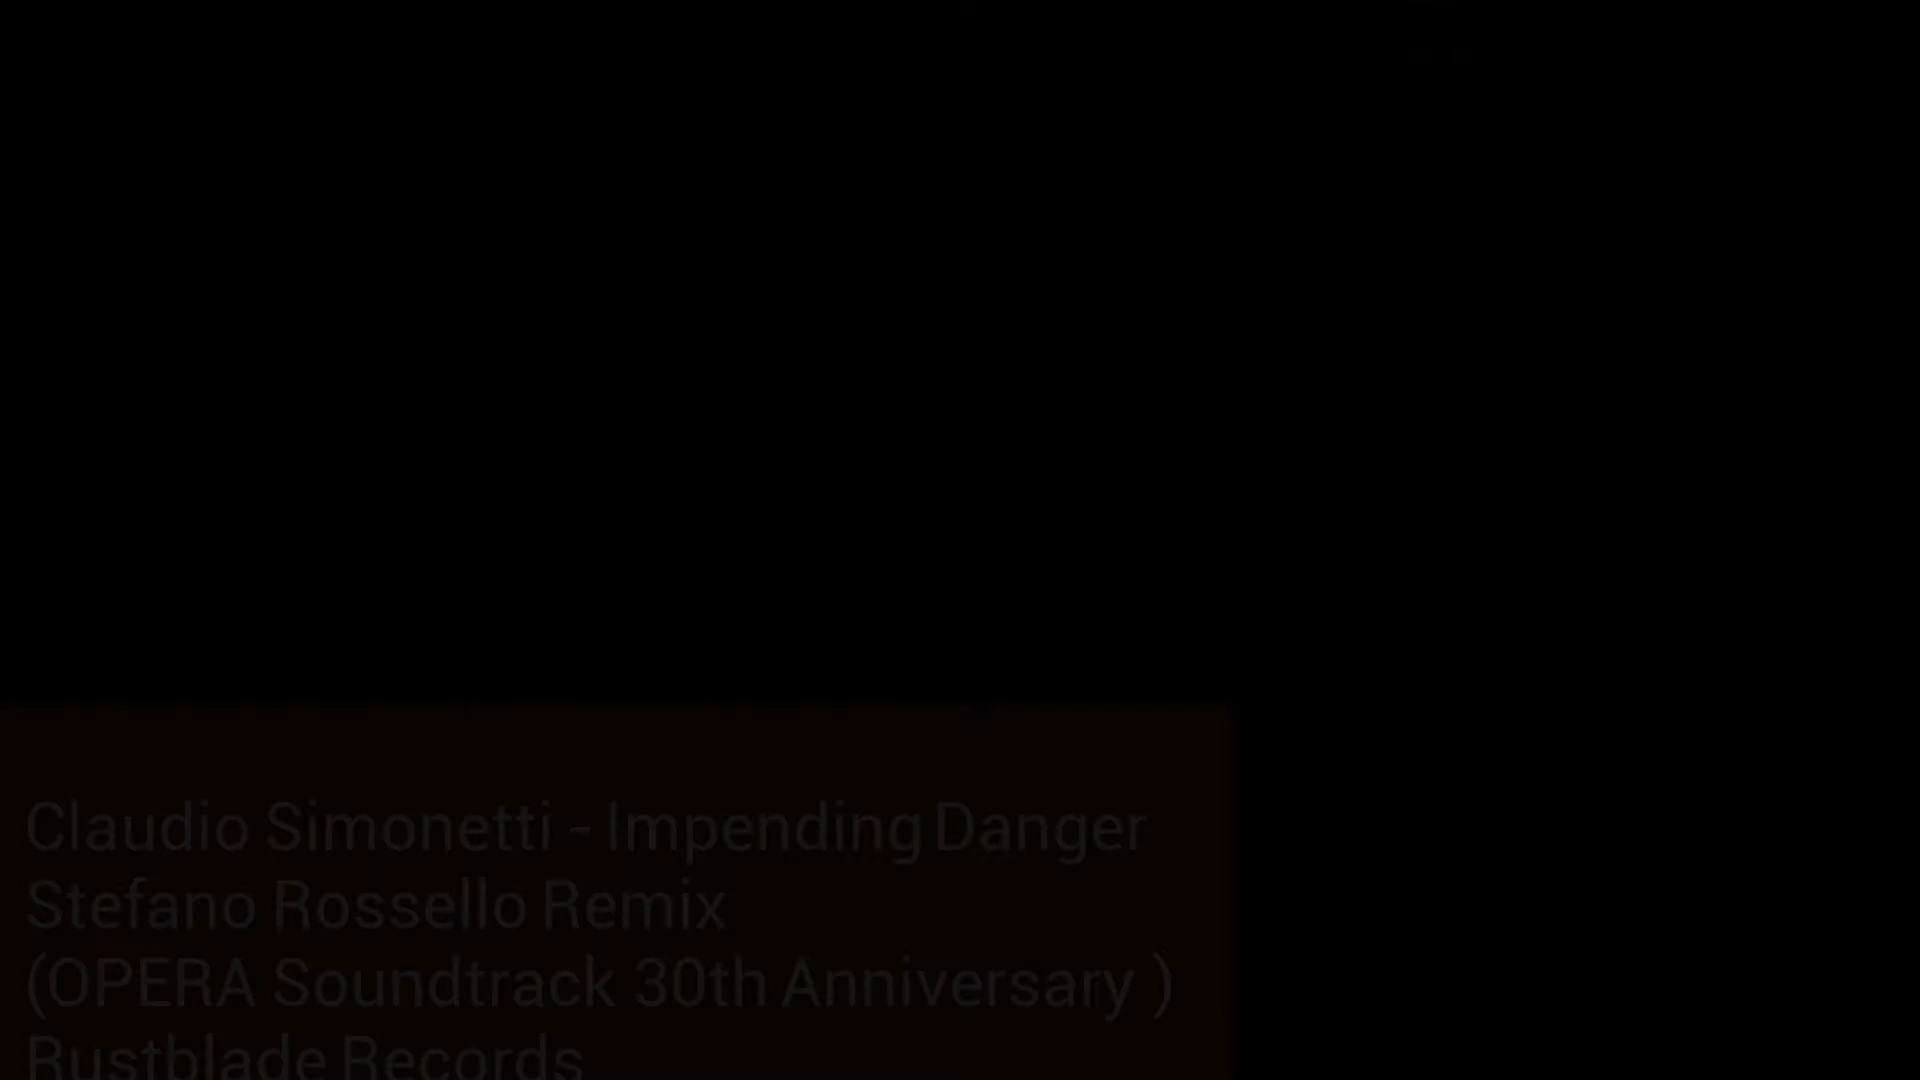 Claudio Simonetti - Impending Danger
Stefano Rossello Remix
(OPERA Soundtrack 30th Anniversary )
Rustblade Records